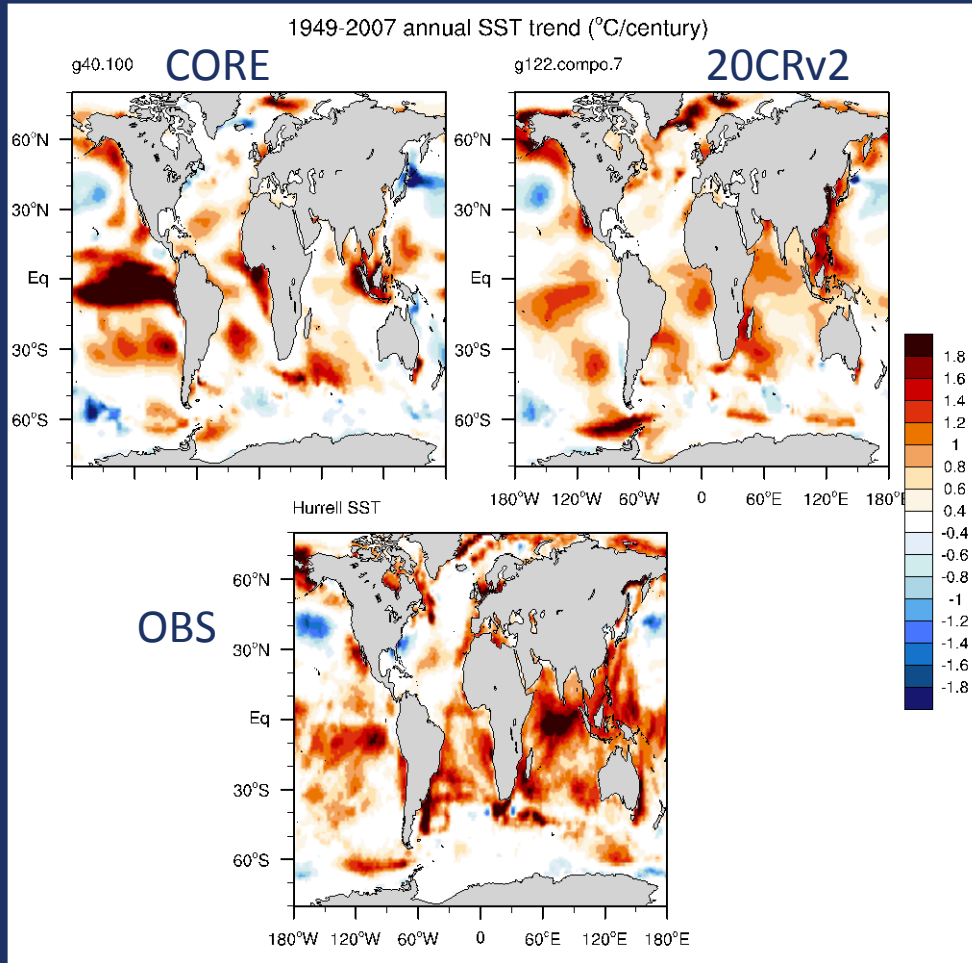 1949-2007 annual SST trend (°C/century)
g40.100 CORE
g122.compo.7 20CRv2
60°N
30°N
Eq
30°S
60°S
60°N
30°N
Eq
30°S
60°S
180°W 120°W 60°W 0 60°E 120°E 180°E
1.8
1.6
1.4
1.2
1
0.8
0.6
0.4
-0.4
-0.6
-0.8
-1
-1.2
-1.4
-1.6
-1.8
Hurrell SST
OBS
60°N
30°N
Eq
30°S
60°S
180°W 120°W 60°W 0 60°E 120°E 180°E